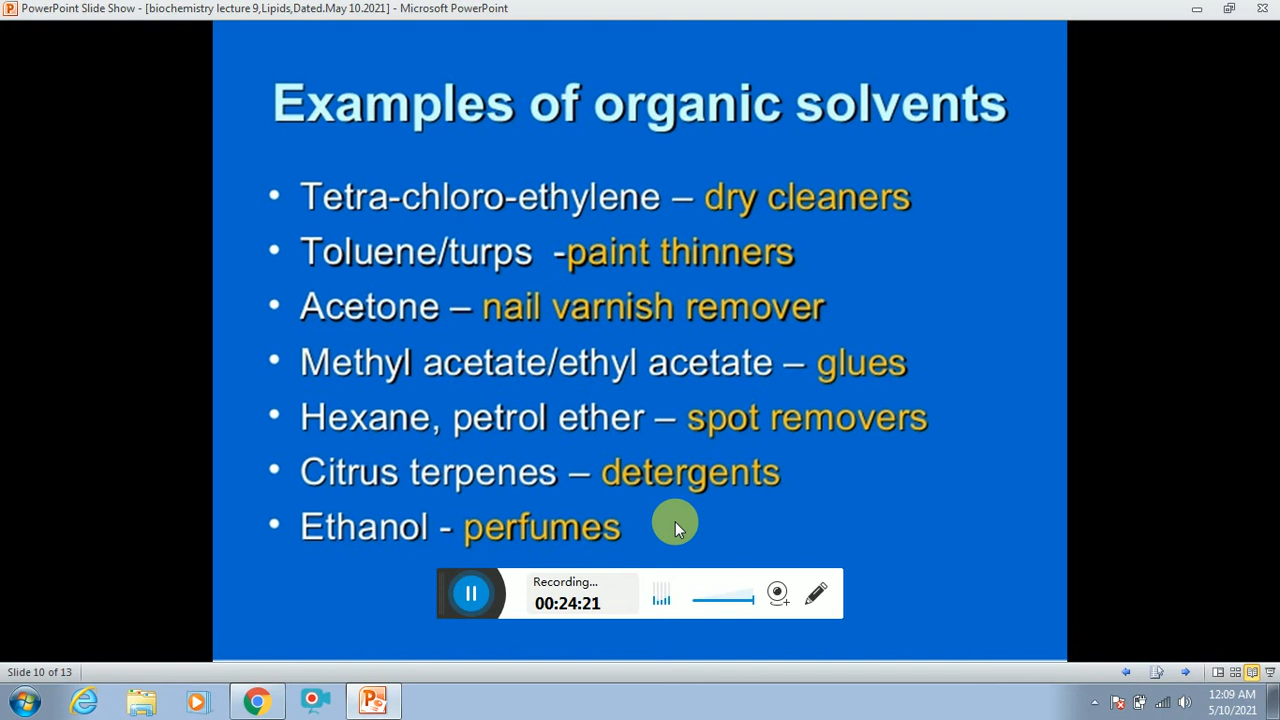 PowerPoint Slide Show - [biochemistry lecture 9,Lipids,Dated.May 10.2021] - Microsoft PowerPoint
Examples of organic solvents
• Tetra-chloro-ethylene – dry cleaners
• Toluene/turps -paint thinners
• Acetone – nail varnish remover
• Methyl acetate/ethyl acetate – glues
• Hexane, petrol ether – spot removers
• Citrus terpenes – detergents
• Ethanol - perfumes
Recording...
00:24:21
Slide 10 of 13
12:09 AM
5/10/2021